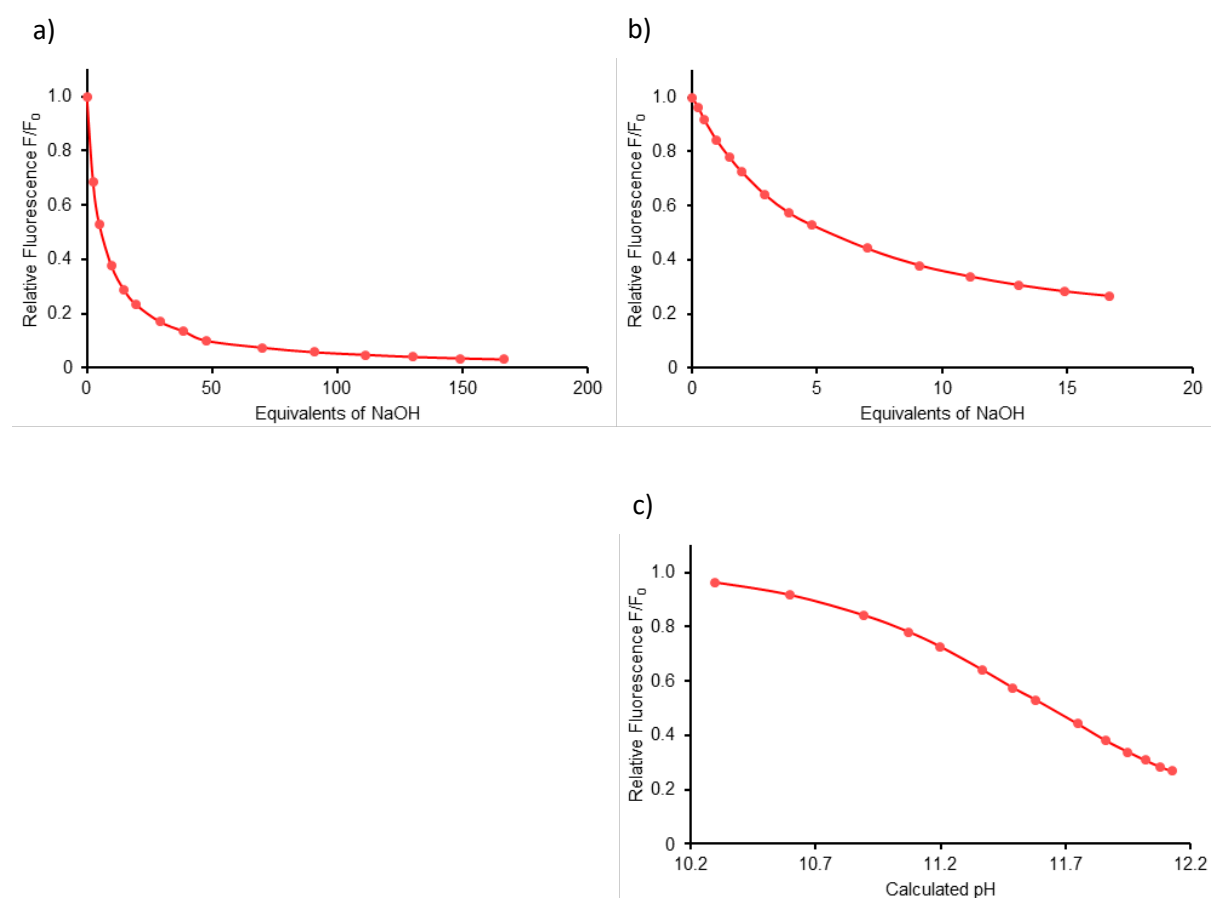 a)
Relative Fluorescence F/F₀
1.0
0.8
0.6
0.4
0.2
0
0 50 100 150 200
Equivalents of NaOH
b)
Relative Fluorescence F/F₀
1.0
0.8
0.6
0.4
0.2
0
0 5 10 15 20
Equivalents of NaOH
c)
Relative Fluorescence F/F₀
1.0
0.8
0.6
0.4
0.2
0
10.2 10.7 11.2 11.7 12.2
Calculated pH